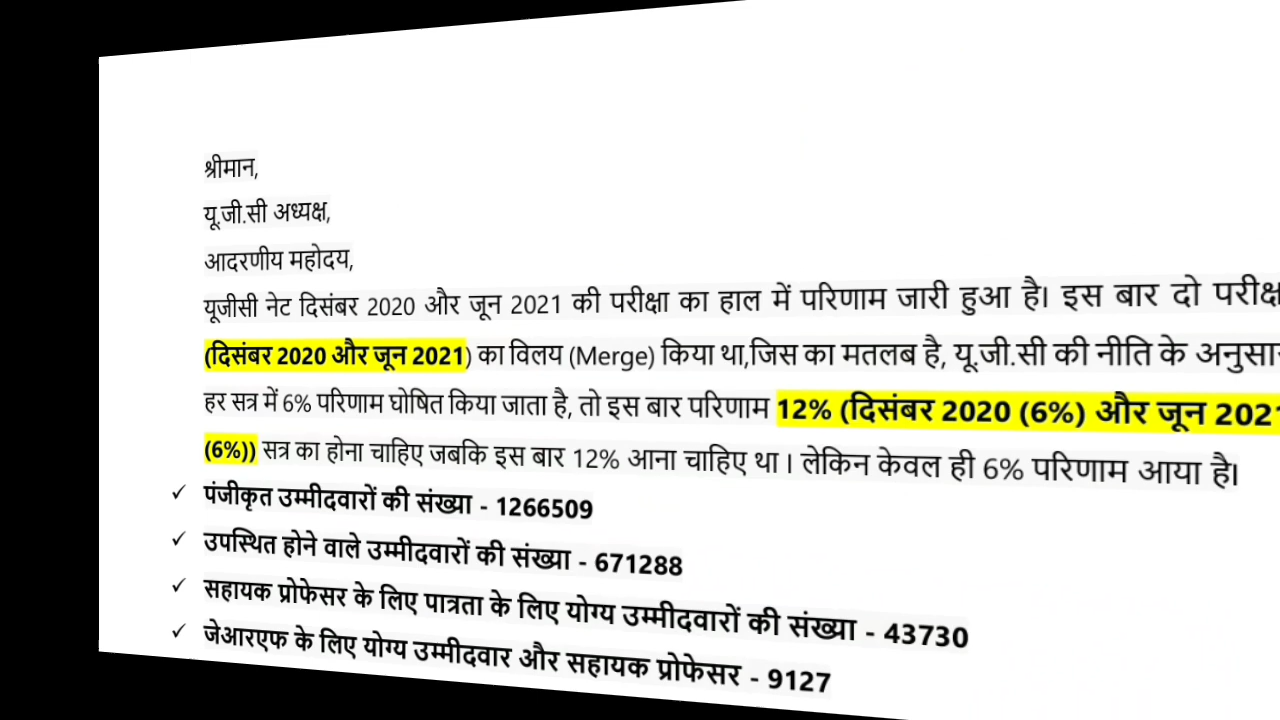 श्रीमान,
यू.जी.सी अध्यक्ष,
आदरणीय महोदय,
यूजीसी नेट दिसंबर 2020 और जून 2021 की परीक्षा का हाल में परिणाम जारी हुआ है। इस बार दो
(दिसंबर 2020 और जून 2021) का विलय (Merge) किया था,जिस का मतलब है, यू.जी.सी की नीति के
हर सत्र में 6% परिणाम घोषित किया जाता है, तो इस बार परिणाम 12% (दिसंबर 2020 (6%) और जून 2021
(6%)) सत्र का होना चाहिए जबकि इस बार 12% आना चाहिए था । लेकिन केवल ही 6% परिणाम आया है।
✓ पंजीकृत उम्मीदवारों की संख्या - 1266509
✓ उपस्थित होने वाले उम्मीदवारों की संख्या - 671288
✓ सहायक प्रोफेसर के लिए पात्रता के लिए योग्य उम्मीदवारों की संख्या - 43730
✓ जेआरएफ के लिए योग्य उम्मीदवार और सहायक प्रोफेसर - 9127